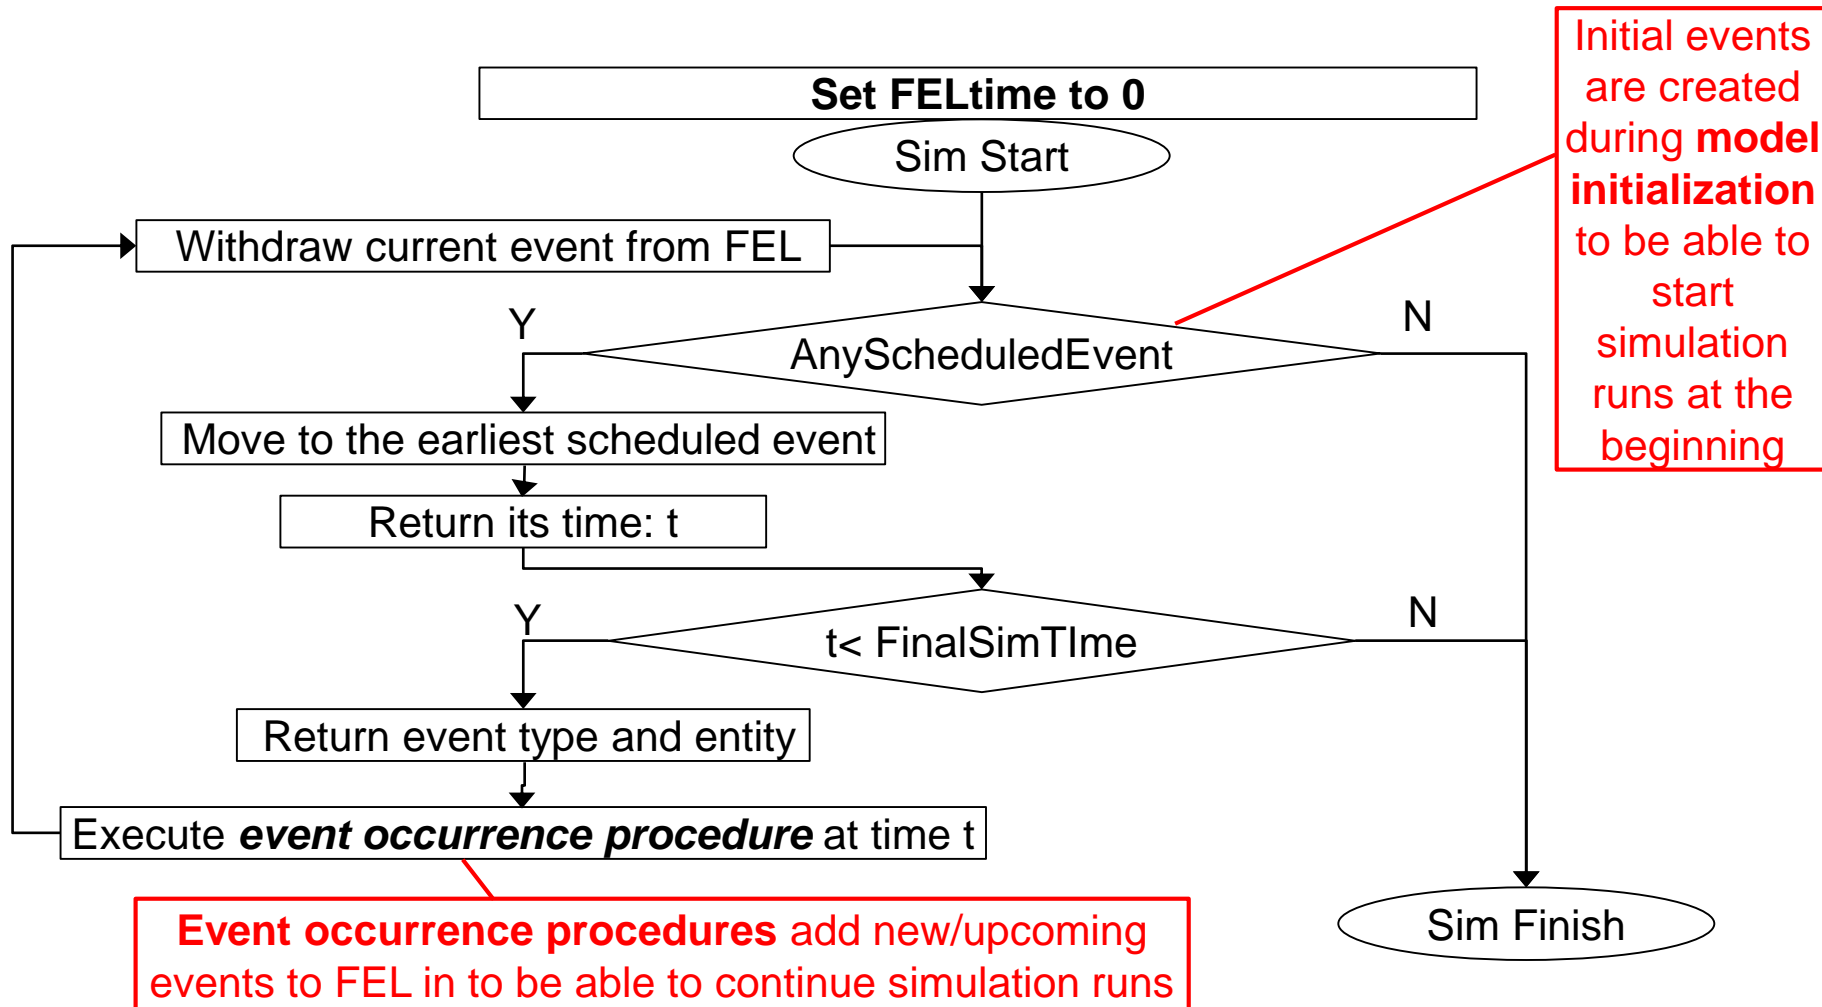 Set FELtime to 0
Sim Start
Initial events
are created
during model
initialization
to be able to
start
simulation
runs at the
beginning
Withdraw current event from FEL
Y
N
AnyScheduledEvent
Move to the earliest scheduled event
Return its time: t
Y
N
t< FinalSimTIme
Return event type and entity
Execute event occurrence procedure at time t
Event occurrence procedures add new/upcoming
events to FEL in to be able to continue simulation runs
Sim Finish